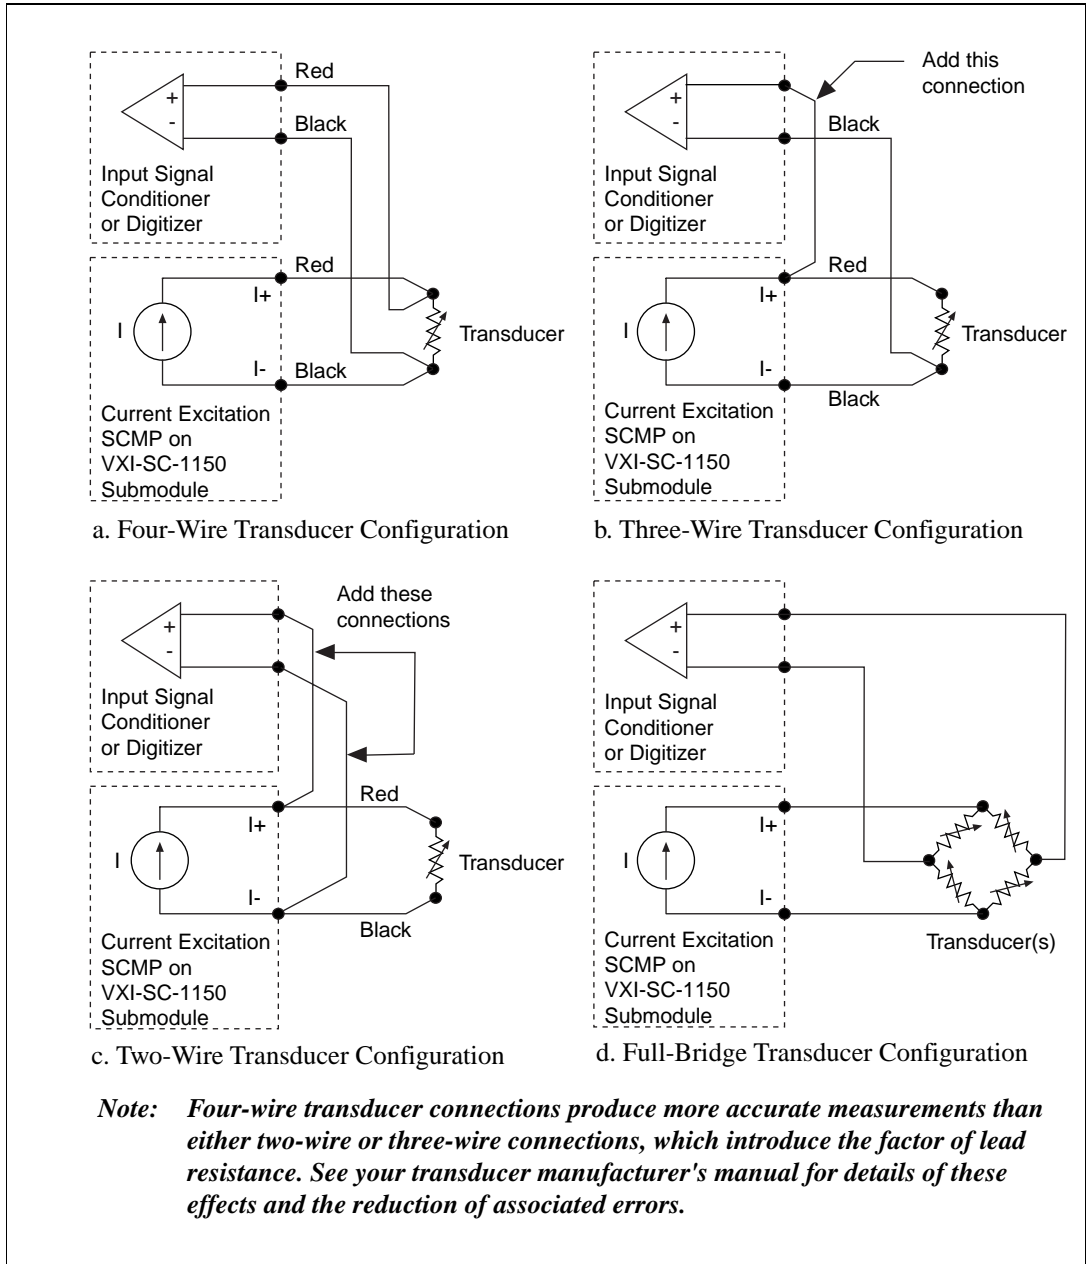 Red
+
-
Black
Input Signal
Conditioner
or Digitizer
Red
I+
I
Transducer
I-
Black
Current Excitation
SCMP on
VXI-SC-1150
Submodule
a. Four-Wire Transducer Configuration
Add this
connection
+
-
Black
Input Signal
Conditioner
or Digitizer
Red
I+
I
Transducer
I-
Black
Current Excitation
SCMP on
VXI-SC-1150
Submodule
b. Three-Wire Transducer Configuration
Add these
connections
+
-
Input Signal
Conditioner
or Digitizer
Red
I+
I
Transducer
I-
Black
Current Excitation
SCMP on
VXI-SC-1150
Submodule
c. Two-Wire Transducer Configuration
+
-
Input Signal
Conditioner
or Digitizer
I+
I
I-
Transducer(s)
Current Excitation
SCMP on
VXI-SC-1150
Submodule
d. Full-Bridge Transducer Configuration
Note: Four-wire transducer connections produce more accurate measurements than
either two-wire or three-wire connections, which introduce the factor of lead
resistance. See your transducer manufacturer's manual for details of these
effects and the reduction of associated errors.